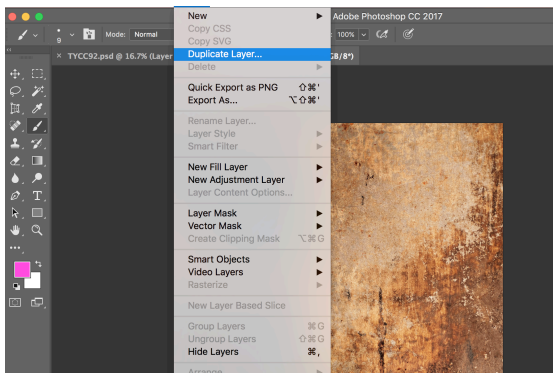 Adobe Photoshop CC 2017
9
Mode: Normal
100%
× TYCC92.psd @ 16.7% (Layer
GB/8*)
New
Copy CSS
Copy SVG
Duplicate Layer...
Delete
Quick Export as PNG ⇧⌘'
Export As... ⌥⇧⌘'
Rename Layer...
Layer Style
Smart Filter
New Fill Layer
New Adjustment Layer
Layer Content Options...
Layer Mask
Vector Mask
Create Clipping Mask ⌥⌘G
Smart Objects
Video Layers
Rasterize
New Layer Based Slice
Group Layers ⌘G
Ungroup Layers ⇧⌘G
Hide Layers ⌘,
Arrange